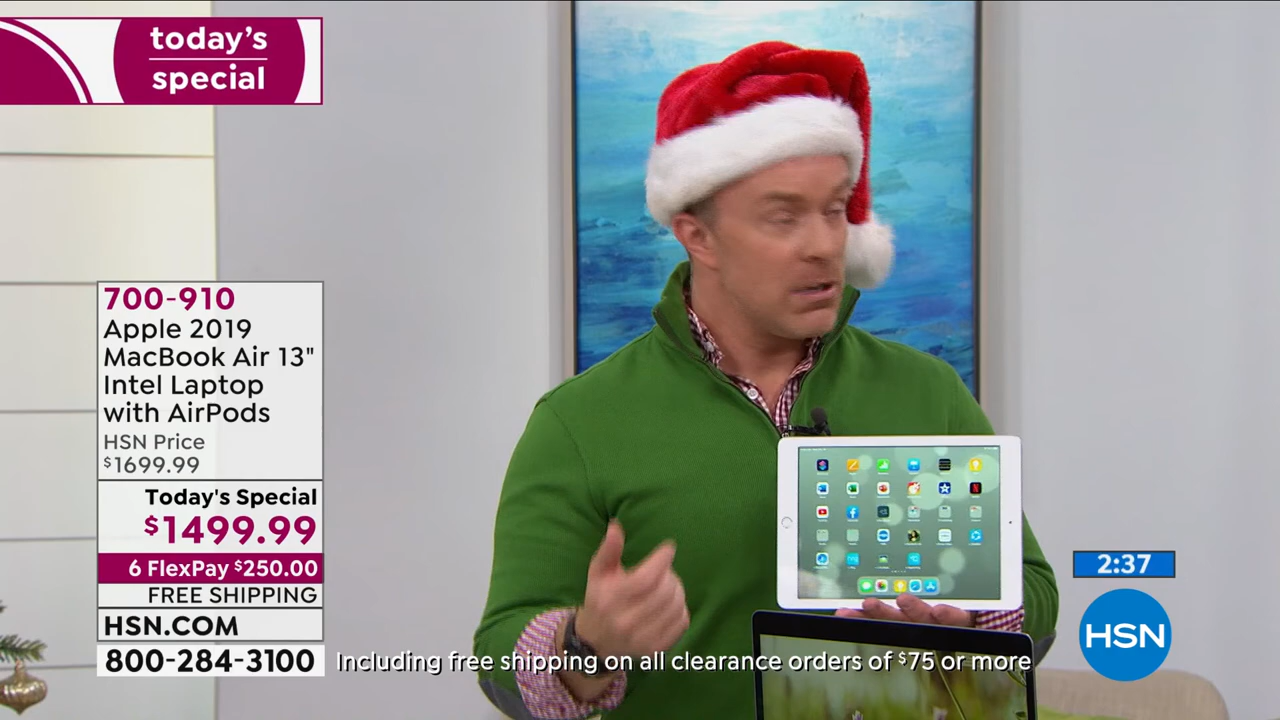 today's
special
700-910
Apple 2019
MacBook Air 13"
Intel Laptop
with AirPods
HSN Price
$1699.99
Today's Special
$1499.99
6 FlexPay $250.00
FREE SHIPPING
HSN.COM
800-284-3100
Including free shipping on all clearance orders of $75 or more
2:37
HSN